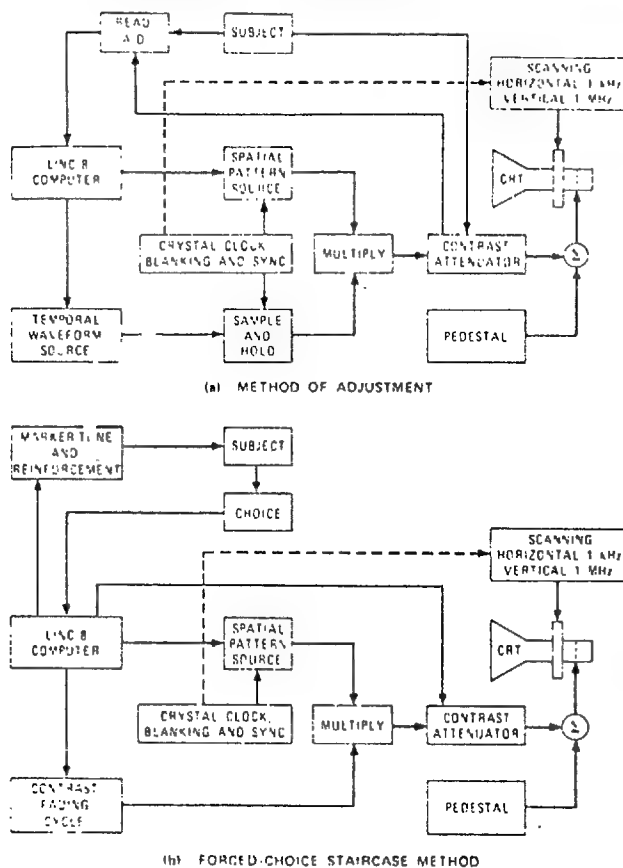 READ
A/D
SUBJECT
SCANNING
HORIZONTAL 1 kHz
VERTICAL 1 MHz
LINC 8
COMPUTER
SPATIAL
PATTERN
SOURCE
CRT
CRYSTAL CLOCK
BLANKING AND SYNC
MULTIPLY
CONTRAST
ATTENUATOR
Σ
TEMPORAL
WAVEFORM
SOURCE
SAMPLE
AND
HOLD
PEDESTAL
(a) METHOD OF ADJUSTMENT
MARKER TONE
AND
REINFORCEMENT
SUBJECT
CHOICE
SCANNING
HORIZONTAL 1 kHz
VERTICAL 1 MHz
LINC 8
COMPUTER
SPATIAL
PATTERN
SOURCE
CRT
CRYSTAL CLOCK,
BLANKING AND SYNC
MULTIPLY
CONTRAST
ATTENUATOR
Σ
CONTRAST
FADING
CYCLE
PEDESTAL
(b) FORCED-CHOICE STAIRCASE METHOD